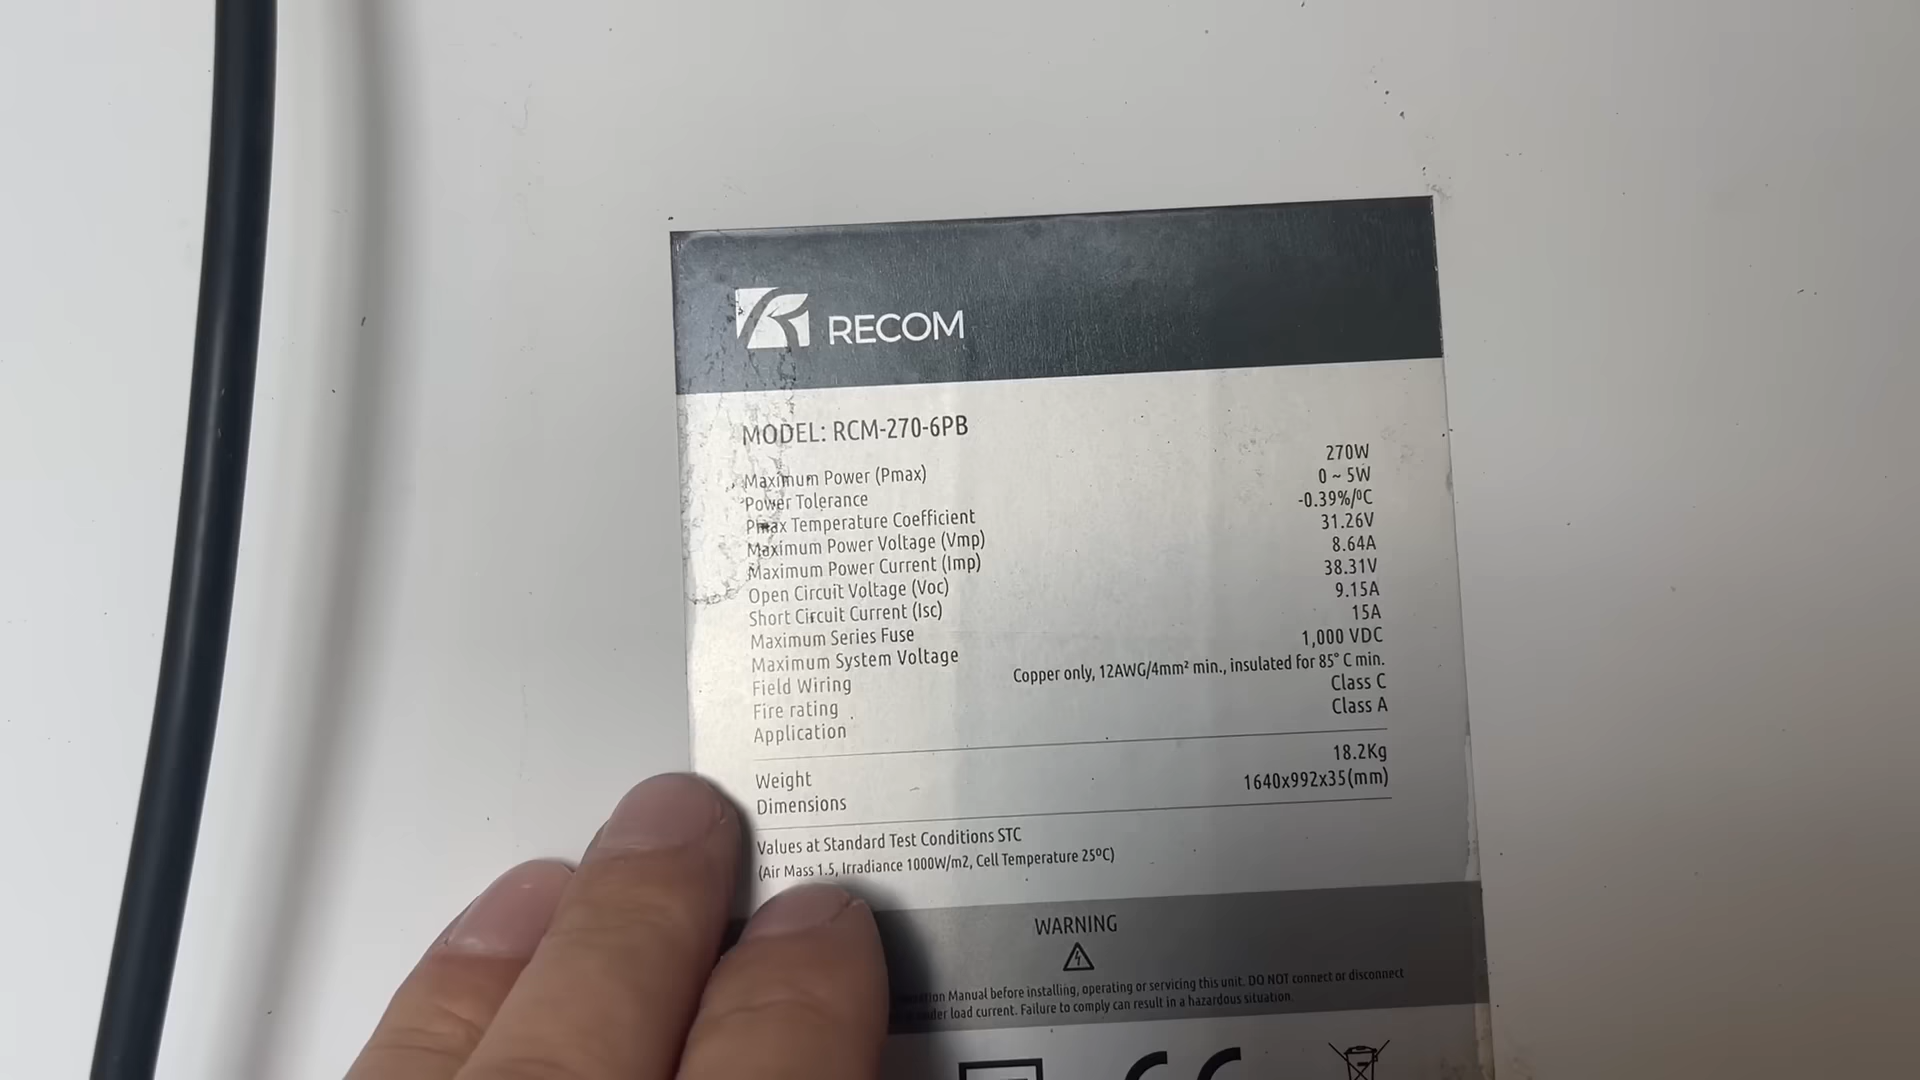 RECOM
MODEL: RCM-270-6PB
Maximum Power (Pmax) 270W
Power Tolerance 0 ~ 5W
Pmax Temperature Coefficient -0.39%/ºC
Maximum Power Voltage (Vmp) 31.26V
Maximum Power Current (Imp) 8.64A
Open Circuit Voltage (Voc) 38.31V
Short Circuit Current (Isc) 9.15A
Maximum Series Fuse 15A
Maximum System Voltage 1,000 VDC
Field Wiring Copper only, 12AWG/4mm² min., insulated for 85° C min.
Fire rating Class C
Application Class A
Weight 18.2Kg
Dimensions 1640x992x35(mm)
Values at Standard Test Conditions STC
(Air Mass 1.5, Irradiance 1000W/m2, Cell Temperature 25ºC)
WARNING
Manual before installing, operating or servicing this unit. DO NOT connect or disconnect
load current. Failure to comply can result in a hazardous situation.
CE